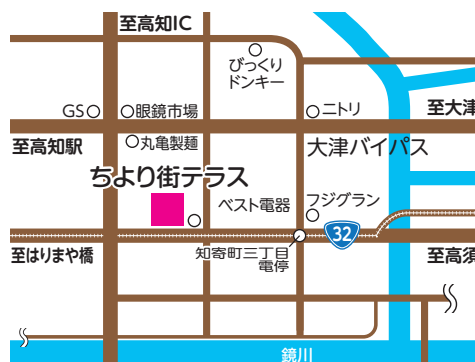 至高知IC
びっくり
ドンキー
GS
眼鏡市場
ニトリ
至大津
至高知駅
丸亀製麺
大津バイパス
ちより街テラス
ベスト電器
フジグラン
32
至はりまや橋
知寄町三丁目
電停
至高須
鏡川